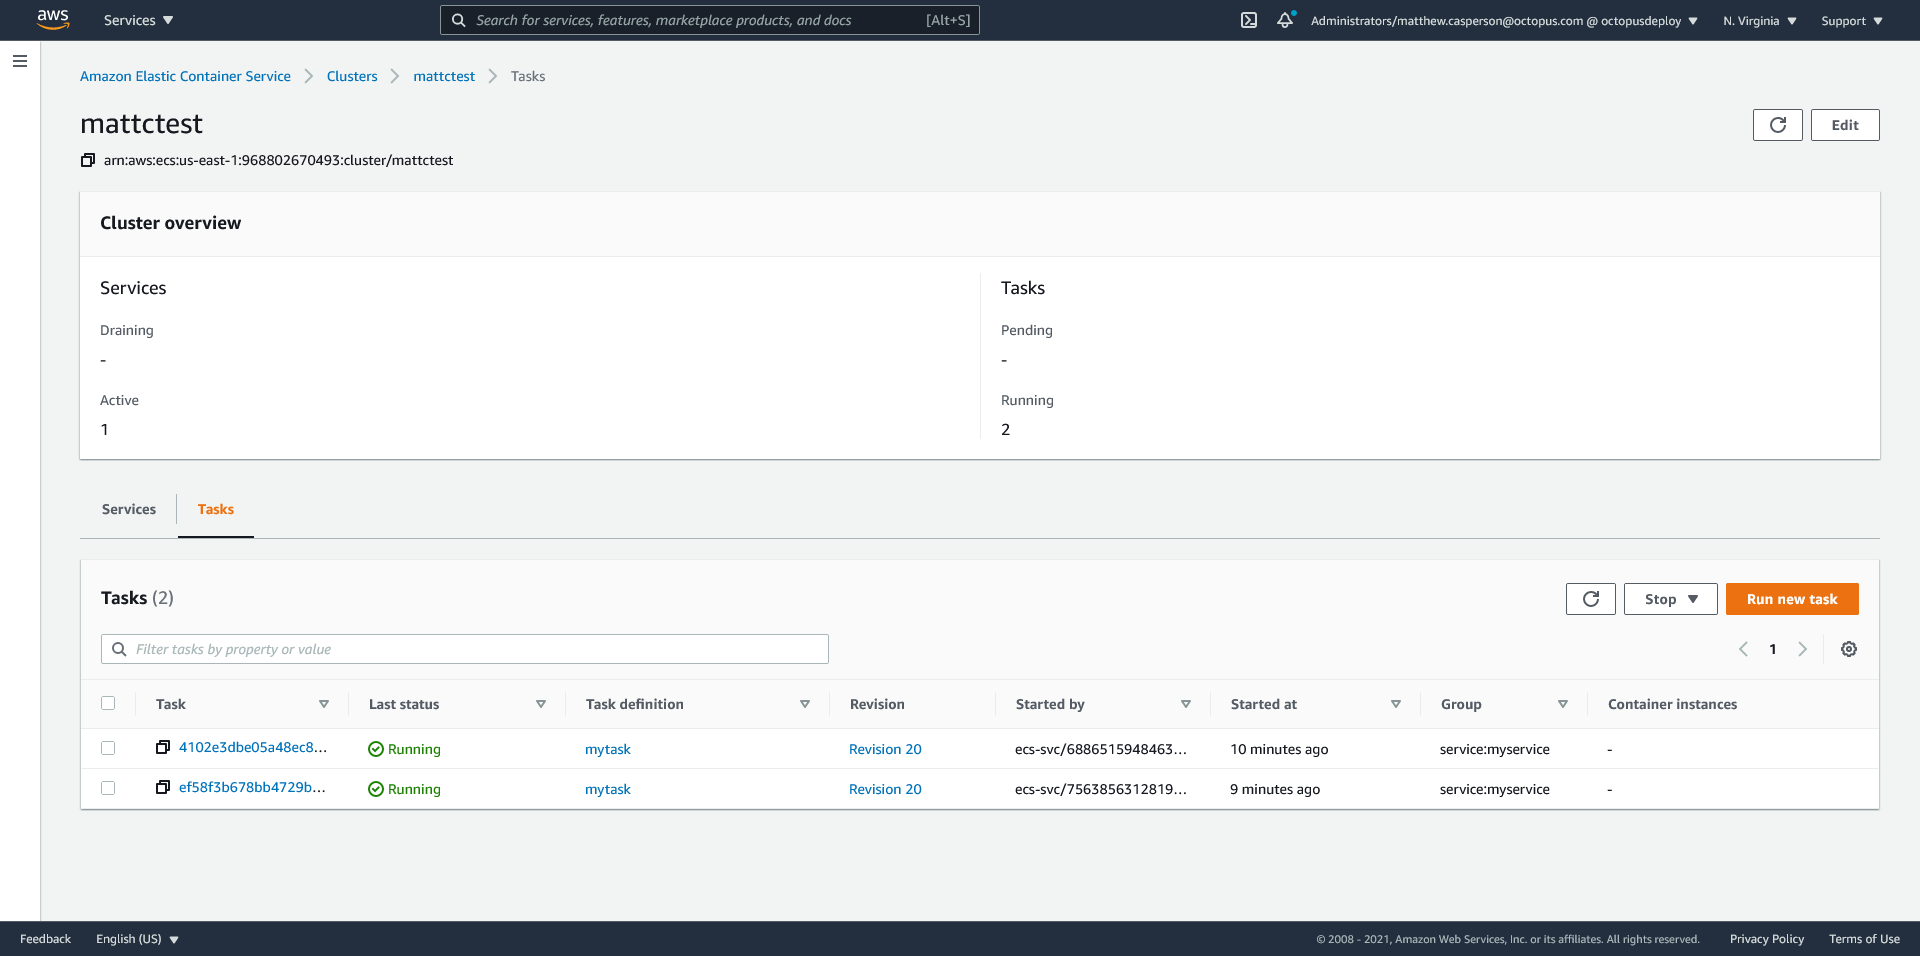 aws Services Search for services, features, marketplace products, and docs [Alt+S] Administrators/matthew.casperson@octopus.com @ octopusdeploy N. Virginia Support
Amazon Elastic Container Service Clusters mattctest Tasks
mattctest
Edit
arn:aws:ecs:us-east-1:968802670493:cluster/mattctest
Cluster overview
Services
Draining
-
Active
1
Tasks
Pending
-
Running
2
Services Tasks
Tasks (2)
Stop Run new task
Filter tasks by property or value
1
Task Last status Task definition Revision Started by Started at Group Container instances
4102e3dbe05a48ec8... Running mytask Revision 20 ecs-svc/6886515948463... 10 minutes ago service:myservice -
ef58f3b678bb4729b... Running mytask Revision 20 ecs-svc/7563856312819... 9 minutes ago service:myservice -
Feedback English (US) © 2008 - 2021, Amazon Web Services, Inc. or its affiliates. All rights reserved. Privacy Policy Terms of Use